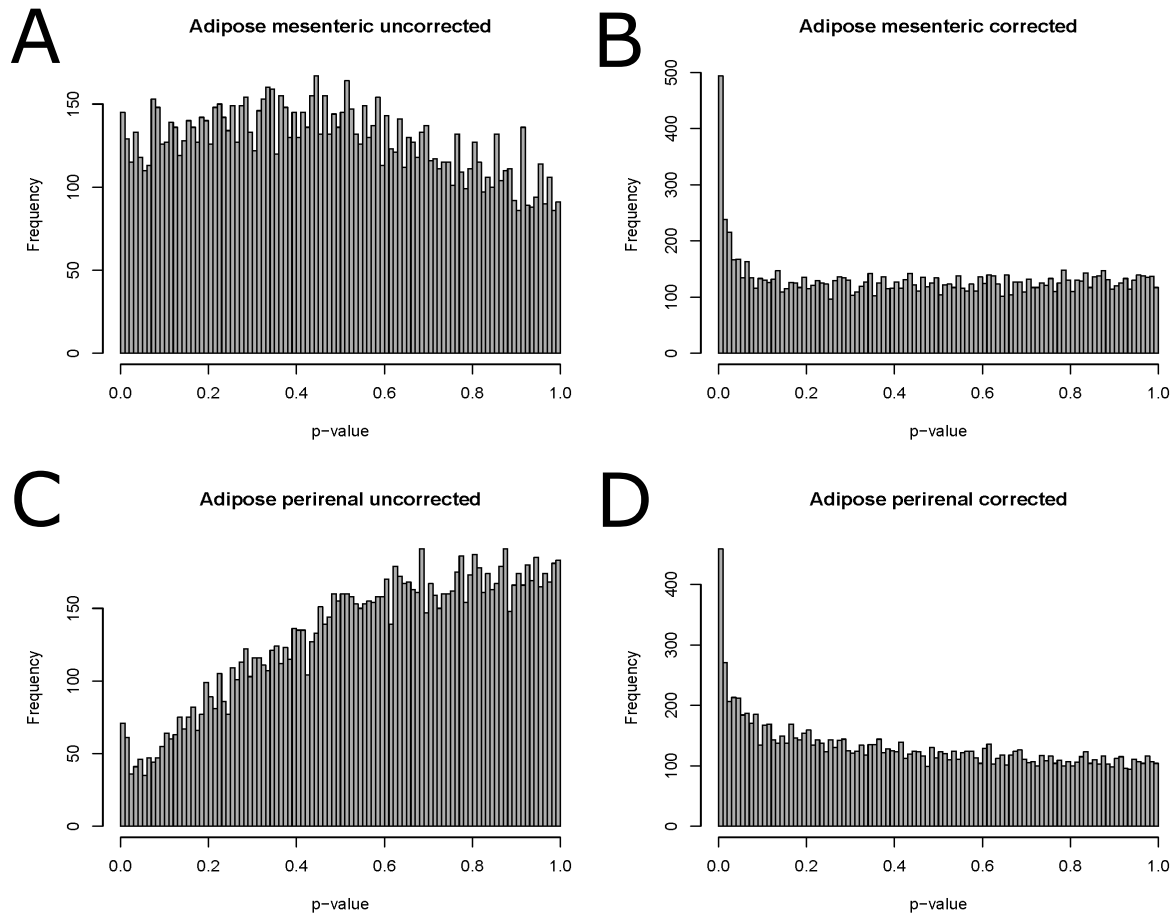 A
Adipose mesenteric uncorrected
Frequency
0
50
100
150
0.0 0.2 0.4 0.6 0.8 1.0
p−value
B
Adipose mesenteric corrected
Frequency
0
100
200
300
400
500
0.0 0.2 0.4 0.6 0.8 1.0
p−value
C
Adipose perirenal uncorrected
Frequency
0
50
100
150
0.0 0.2 0.4 0.6 0.8 1.0
p−value
D
Adipose perirenal corrected
Frequency
0
100
200
300
400
0.0 0.2 0.4 0.6 0.8 1.0
p−value